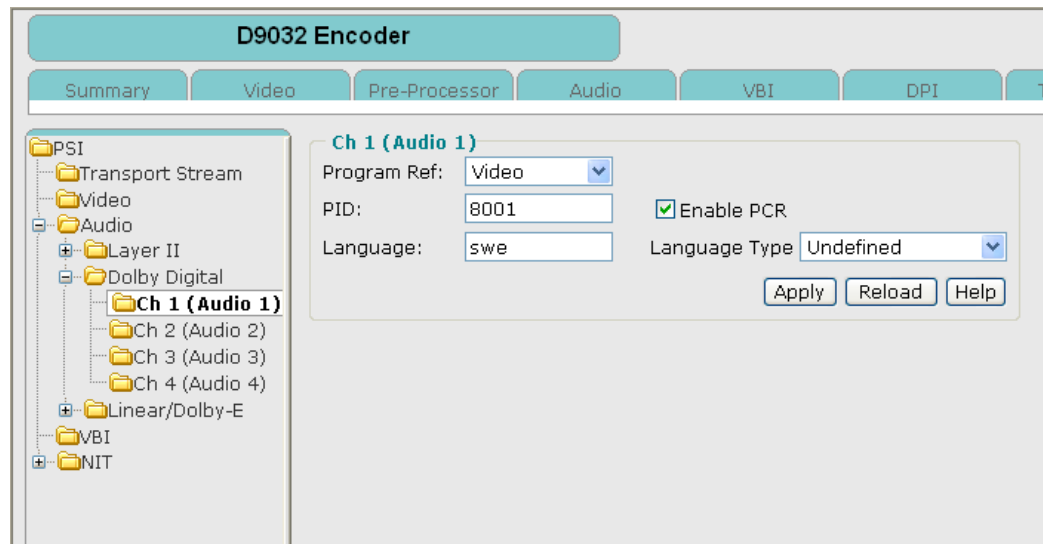 D9032 Encoder
Summary Video Pre-Processor Audio VBI DPI
PSI
Transport Stream
Video
Audio
Layer II
Dolby Digital
Ch 1 (Audio 1)
Ch 2 (Audio 2)
Ch 3 (Audio 3)
Ch 4 (Audio 4)
Linear/Dolby-E
VBI
NIT
Ch 1 (Audio 1)
Program Ref: Video
PID: 8001 Enable PCR
Language: swe Language Type Undefined
Apply Reload Help